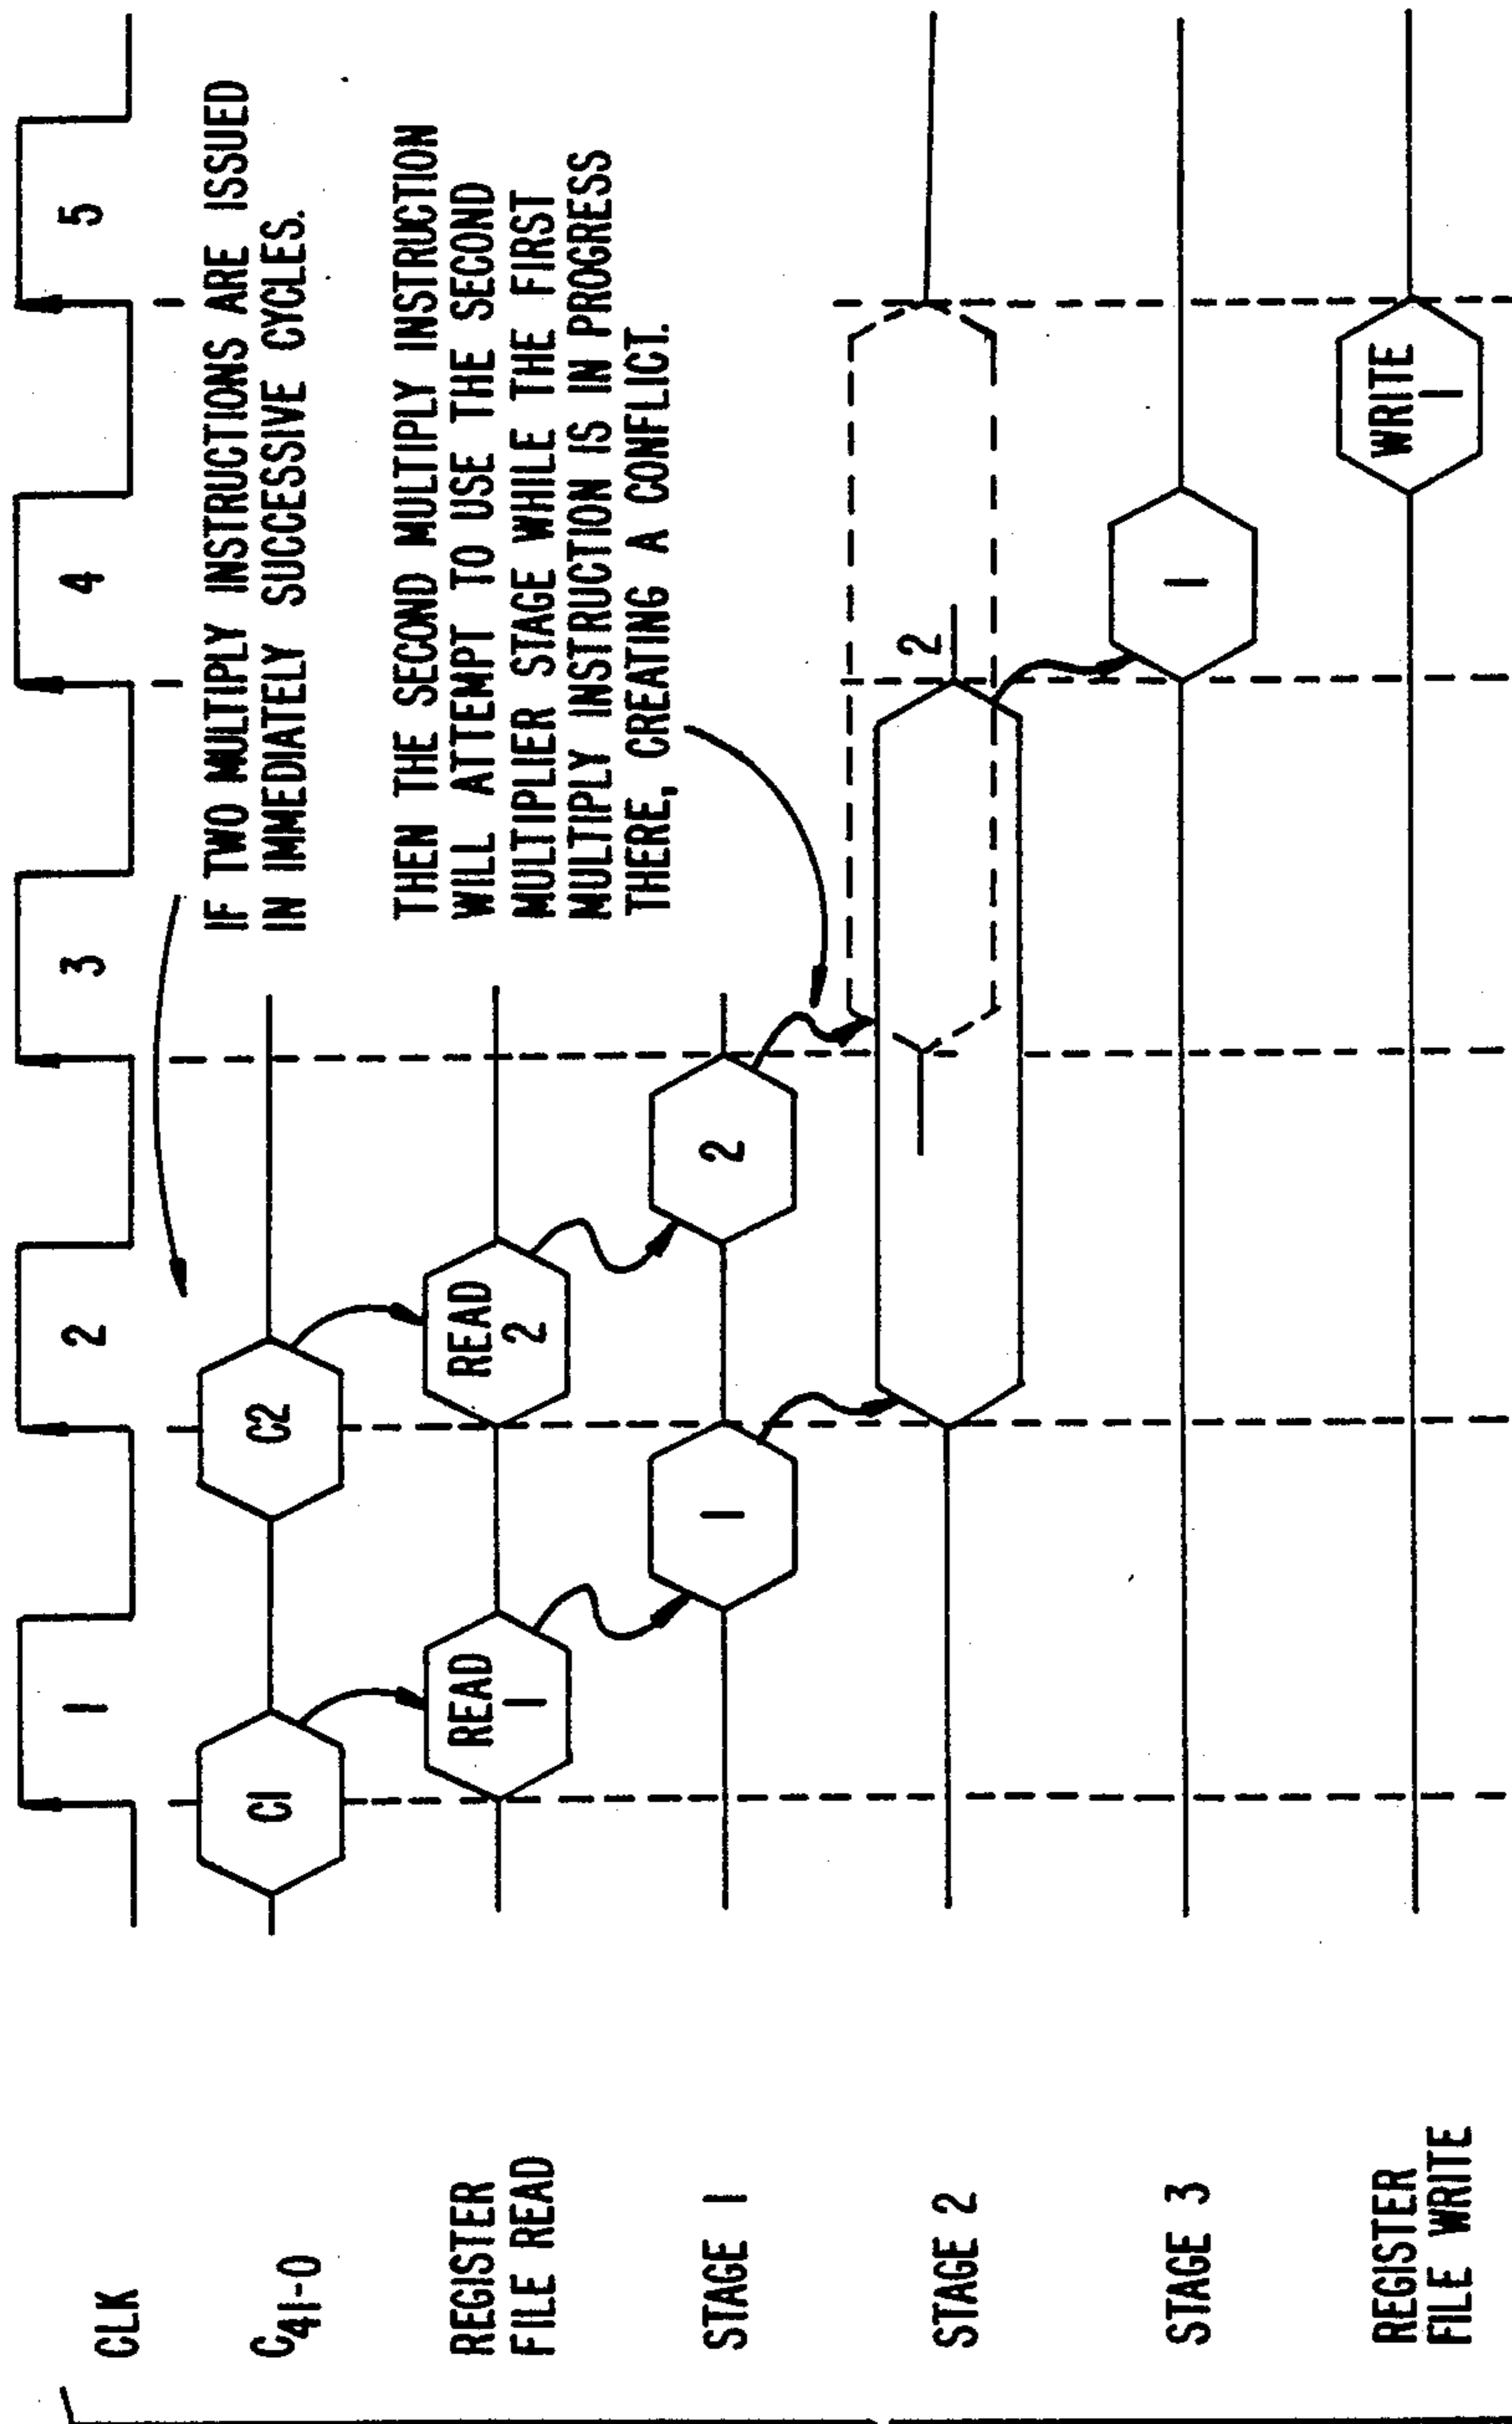 CLK
1
2
3
4
5
IF TWO MULTIPLY INSTRUCTIONS ARE ISSUED
IN IMMEDIATELY SUCCESSIVE CYCLES.
C41-0
C1
C2
THEN THE SECOND MULTIPLY INSTRUCTION
WILL ATTEMPT TO USE THE SECOND
MULTIPLIER STAGE WHILE THE FIRST
MULTIPLY INSTRUCTION IS IN PROGRESS
THERE, CREATING A CONFLICT.
REGISTER
FILE READ
READ
1
READ
2
STAGE 1
1
2
STAGE 2
2
STAGE 3
1
REGISTER
FILE WRITE
WRITE
1